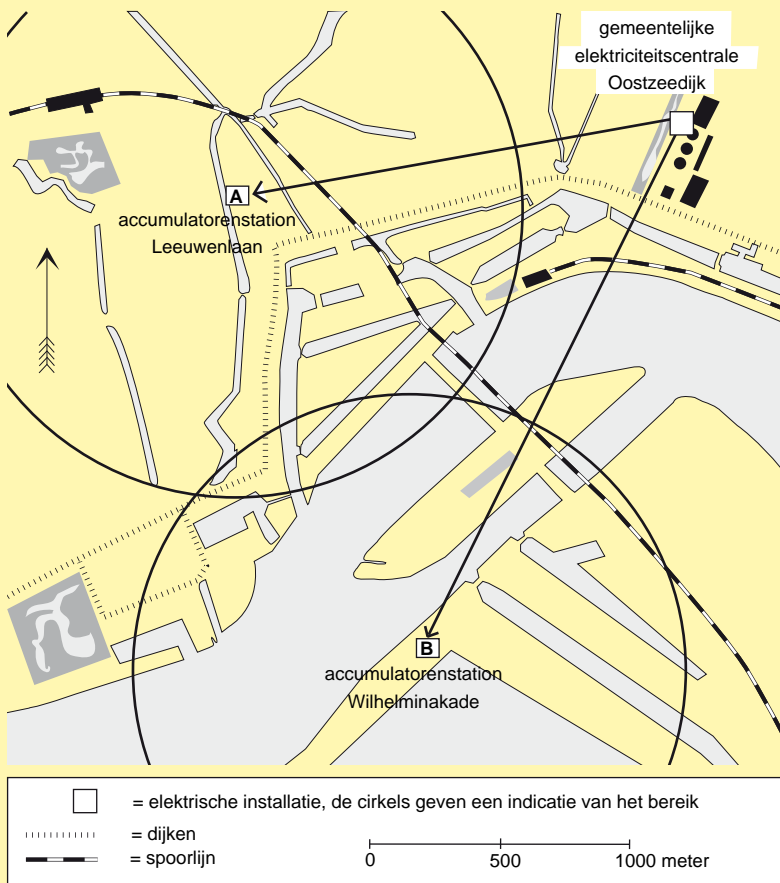 gemeentelijke
elektriciteitscentrale
Oostzeedijk
A
accumulatorenstation
Leeuwenlaan
B
accumulatorenstation
Wilhelminakade
= elektrische installatie, de cirkels geven een indicatie van het bereik
= dijken
= spoorlijn
0 500 1000 meter